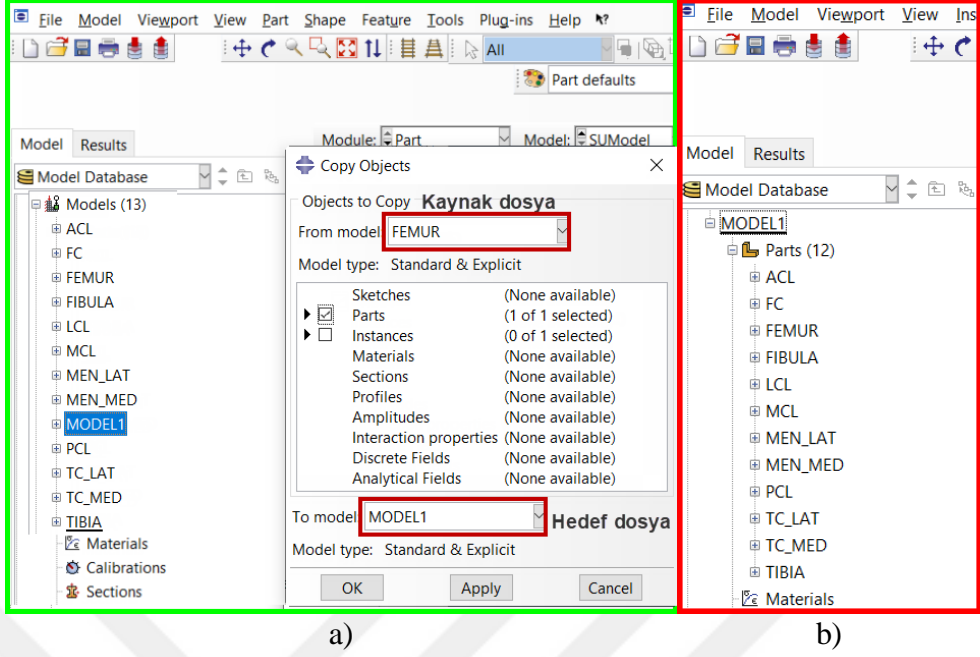 File Model Viewport View Part Shape Feature Tools Plug-ins Help
All
Part defaults
Model Results
Module: Part Model: SUModel
Model Database
Models (13)
ACL
FC
FEMUR
FIBULA
LCL
MCL
MEN_LAT
MEN_MED
MODEL1
PCL
TC_LAT
TC_MED
TIBIA
Materials
Calibrations
Sections
Copy Objects
Objects to Copy Kaynak dosya
From model: FEMUR
Model type: Standard & Explicit
Sketches (None available)
Parts (1 of 1 selected)
Instances (0 of 1 selected)
Materials (None available)
Sections (None available)
Profiles (None available)
Amplitudes (None available)
Interaction properties (None available)
Discrete Fields (None available)
Analytical Fields (None available)
To model: MODEL1 Hedef dosya
Model type: Standard & Explicit
OK Apply Cancel
a)
File Model Viewport View Ins
Model Results
Model Database
MODEL1
Parts (12)
ACL
FC
FEMUR
FIBULA
LCL
MCL
MEN_LAT
MEN_MED
PCL
TC_LAT
TC_MED
TIBIA
Materials
b)